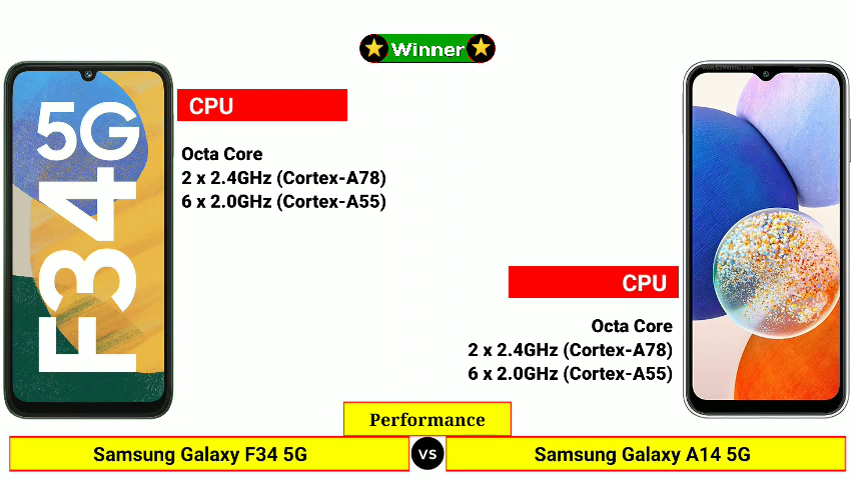 Winner
5G
F34
CPU
Octa Core
2 x 2.4GHz (Cortex-A78)
6 x 2.0GHz (Cortex-A55)
CPU
Octa Core
2 x 2.4GHz (Cortex-A78)
6 x 2.0GHz (Cortex-A55)
Performance
Samsung Galaxy F34 5G
VS
Samsung Galaxy A14 5G